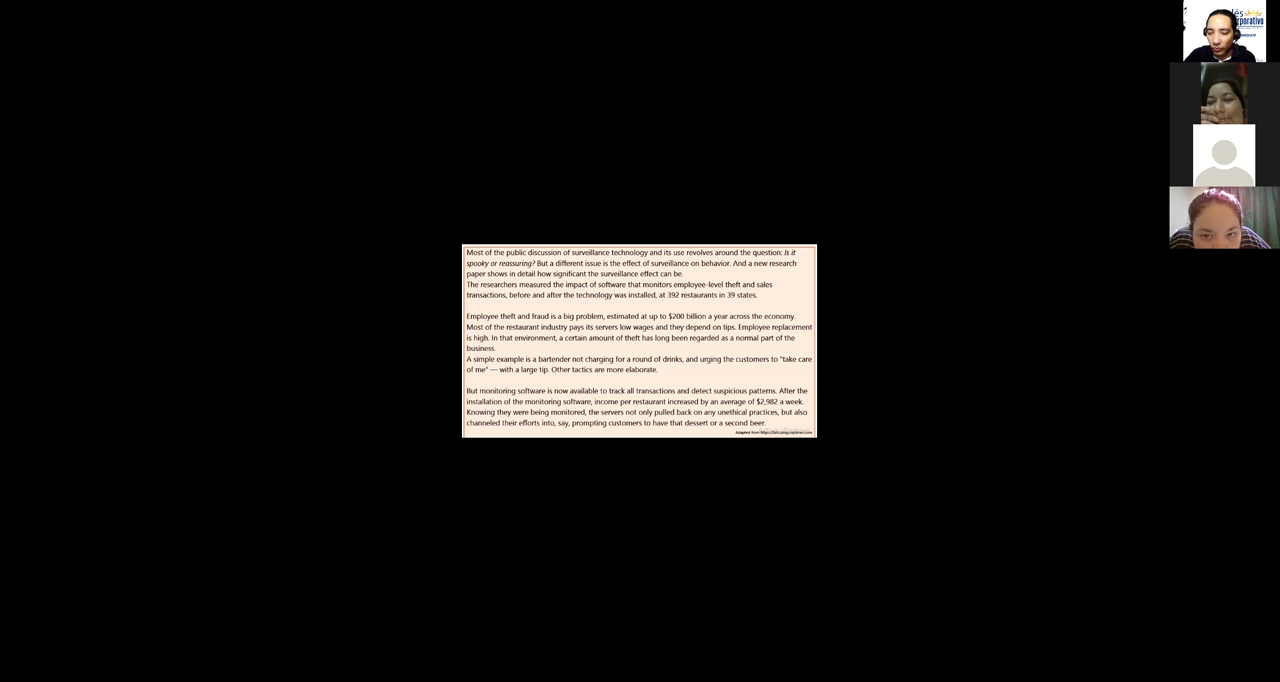 Most of the public discussion of surveillance technology and its use revolves around the question: Is it
spooky or reassuring? But a different issue is the effect of surveillance on behavior. And a new research
paper shows in detail how significant the surveillance effect can be.
The researchers measured the impact of software that monitors employee-level theft and sales
transactions, before and after the technology was installed, at 392 restaurants in 39 states.
Employee theft and fraud is a big problem, estimated at up to $200 billion a year across the economy.
Most of the restaurant industry pays its servers low wages and they depend on tips. Employee replacement
is high. In that environment, a certain amount of theft has long been regarded as a normal part of the
business.
A simple example is a bartender not charging for a round of drinks, and urging the customers to "take care
of me" — with a large tip. Other tactics are more elaborate.
But monitoring software is now available to track all transactions and detect suspicious patterns. After the
installation of the monitoring software, income per restaurant increased by an average of $2,982 a week.
Knowing they were being monitored, the servers not only pulled back on any unethical practices, but also
channeled their efforts into, say, prompting customers to have that dessert or a second beer.
Adapted from